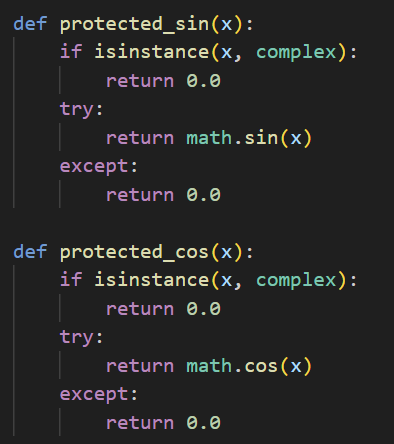 def protected_sin(x):
    if isinstance(x, complex):
        return 0.0
    try:
        return math.sin(x)
    except:
        return 0.0

def protected_cos(x):
    if isinstance(x, complex):
        return 0.0
    try:
        return math.cos(x)
    except:
        return 0.0